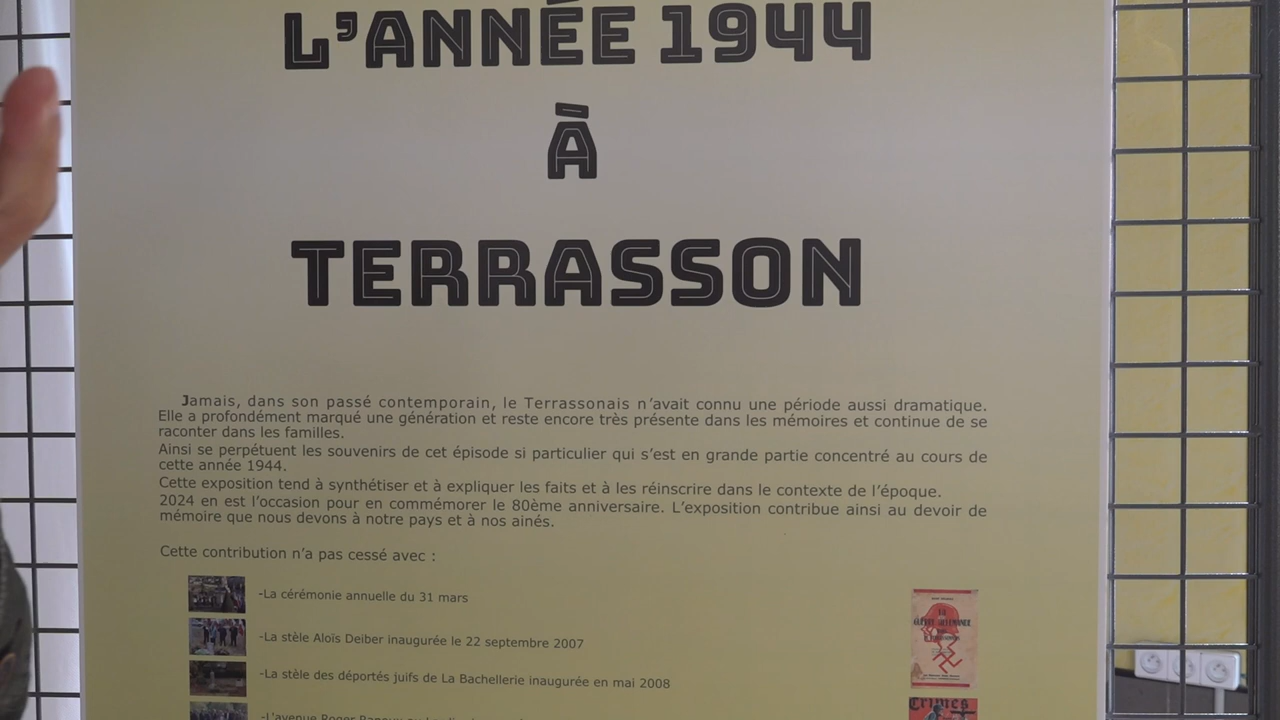 L'ANNÉE 1944
À
TERRASSON
Jamais, dans son passé contemporain, le Terrassonais n'avait connu une période aussi dramatique.
Elle a profondément marqué une génération et reste encore très présente dans les mémoires et continue de se
raconter dans les familles.
Ainsi se perpétuent les souvenirs de cet épisode si particulier qui s'est en grande partie concentré au cours de
cette année 1944.
Cette exposition tend à synthétiser et à expliquer les faits et à les réinscrire dans le contexte de l'époque.
2024 en est l'occasion pour en commémorer le 80ème anniversaire. L'exposition contribue ainsi au devoir de
mémoire que nous devons à notre pays et à nos ainés.
Cette contribution n'a pas cessé avec :
-La cérémonie annuelle du 31 mars
-La stèle Aloïs Deiber inaugurée le 22 septembre 2007
-La stèle des déportés juifs de La Bachellerie inaugurée en mai 2008
-L'avenue Roger
LA
GUERRE ALLEMANDE
Crimes